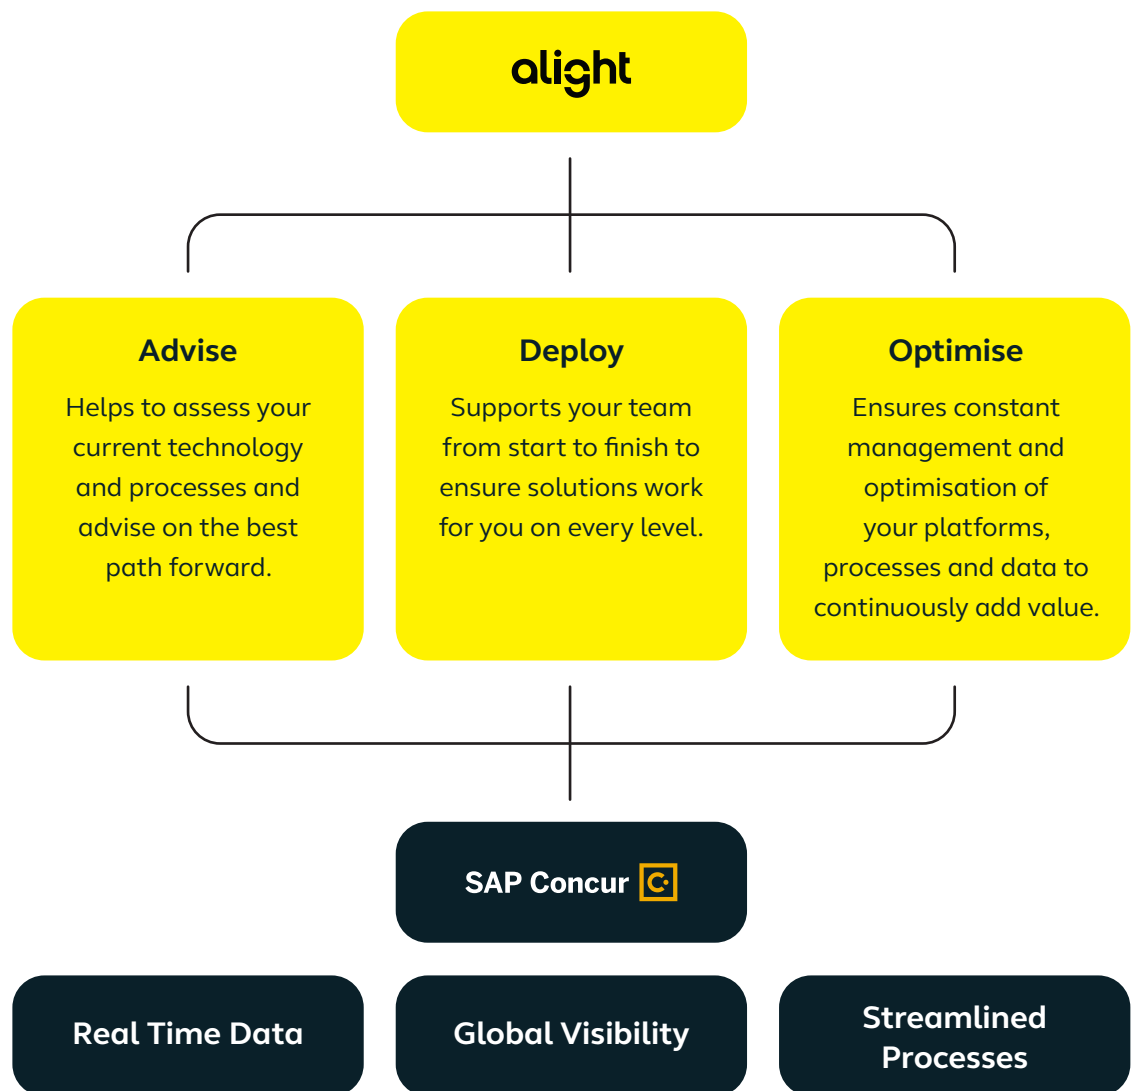 alight
Advise
Helps to assess your
current technology
and processes and
advise on the best
path forward.
Deploy
Supports your team
from start to finish to
ensure solutions work
for you on every level.
Optimise
Ensures constant
management and
optimisation of
your platforms,
processes and data to
continuously add value.
SAP Concur C.
Real Time Data
Global Visibility
Streamlined
Processes